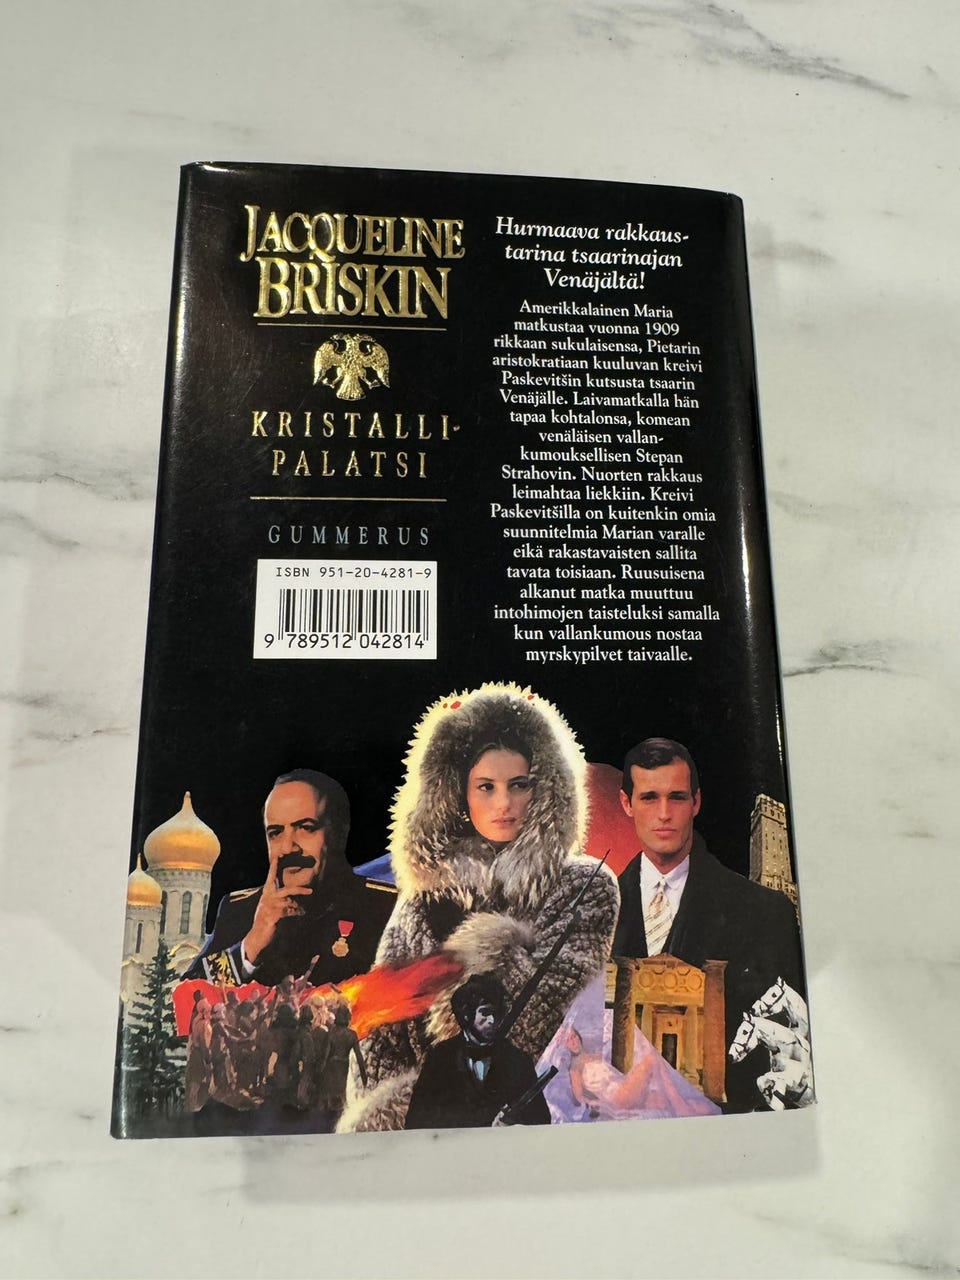 JACQUELINE
BRISKIN
KRISTALLI-
PALATSI
GUMMERUS
ISBN 951-20-4281-9
9 789512 042814
Hurmaava rakkaus-
tarina tsaarinajan
Venäjältä!
Amerikkalainen Maria
matkustaa vuonna 1909
rikkaan sukulaisensa, Pietarin
aristokratiaan kuuluvan kreivi
Paskevitšin kutsusta tsaarin
Venäjälle. Laivamatkalla hän
tapaa kohtalonsa, komean
venäläisen vallan-
kumouksellisen Stepan
Strahovin. Nuorten rakkaus
leimahtaa liekkiin. Kreivi
Paskevitšilla on kuitenkin omia
suunnitelmia Marian varalle
eikä rakastavaisten sallita
tavata toisiaan. Ruusuisena
alkanut matka muuttuu
intohimojen taisteluksi samalla
kun vallankumous nostaa
myrskypilvet taivaalle.